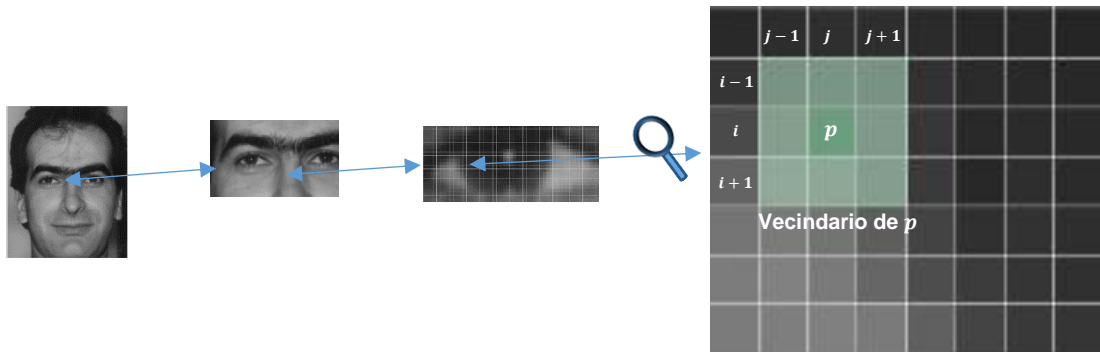 j − 1 j j + 1
i − 1
i p
i + 1
Vecindario de p